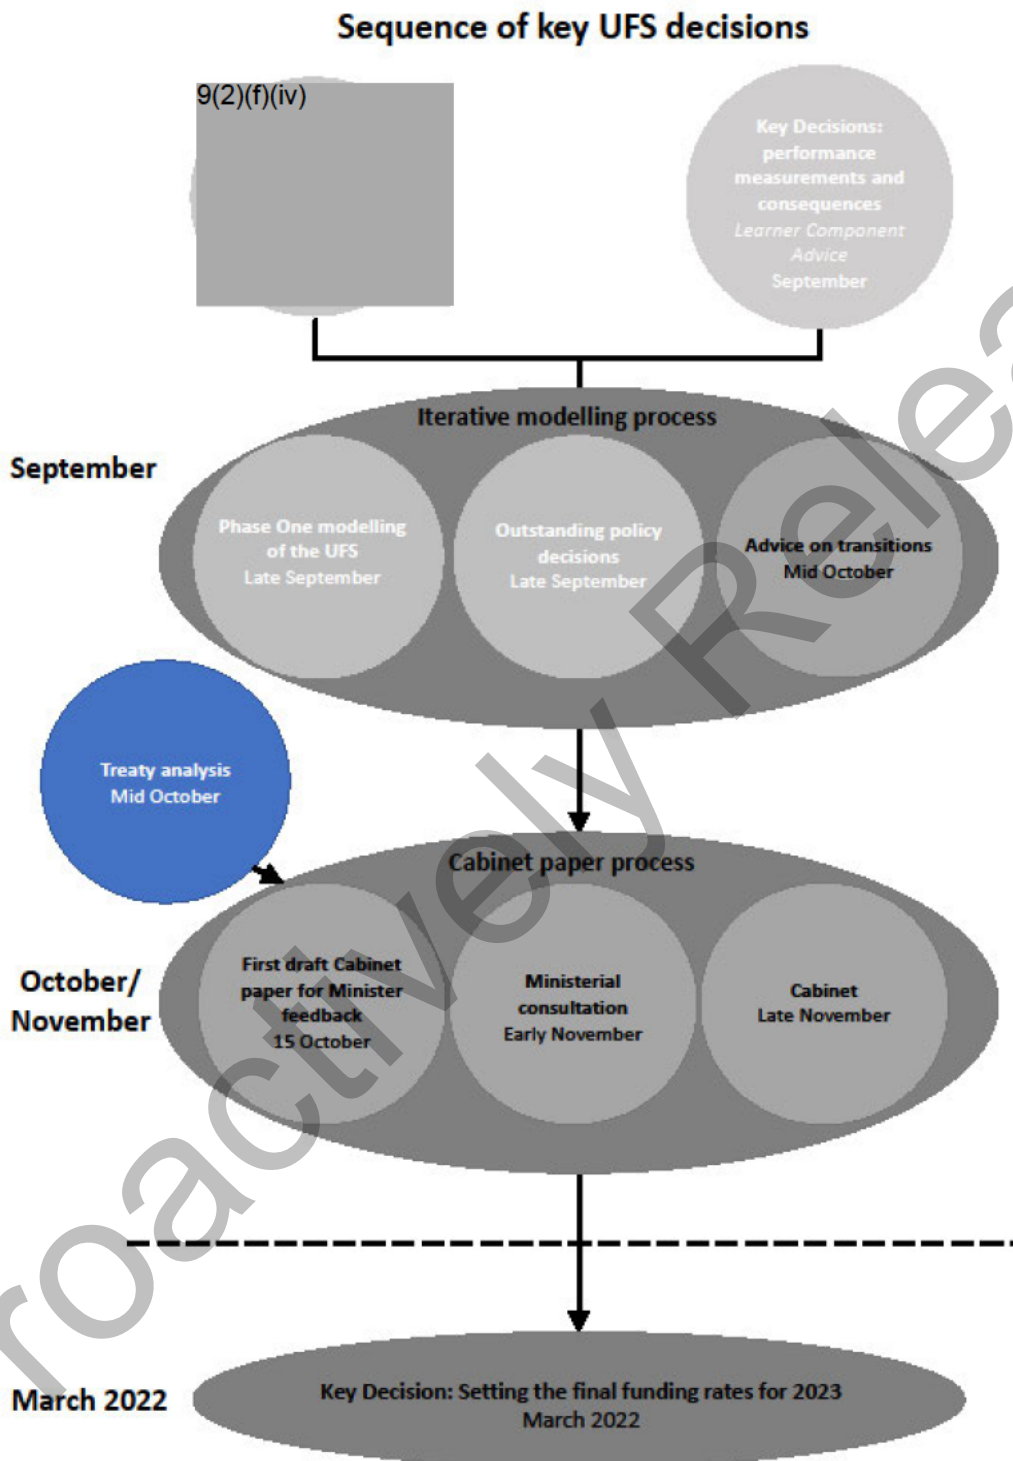 Sequence of key UFS decisions
9(2)(f)(iv)
Key Decisions:
performance
measurements and
consequences
Learner Component
Advice
September
Iterative modelling process
September
Phase One modelling
of the UFS
Late September
Outstanding policy
decisions
Late September
Advice on transitions
Mid October
Treaty analysis
Mid October
Cabinet paper process
October/
November
First draft Cabinet
paper for Minister
feedback
15 October
Ministerial
consultation
Early November
Cabinet
Late November
March 2022
Key Decision: Setting the final funding rates for 2023
March 2022
roactively Relea